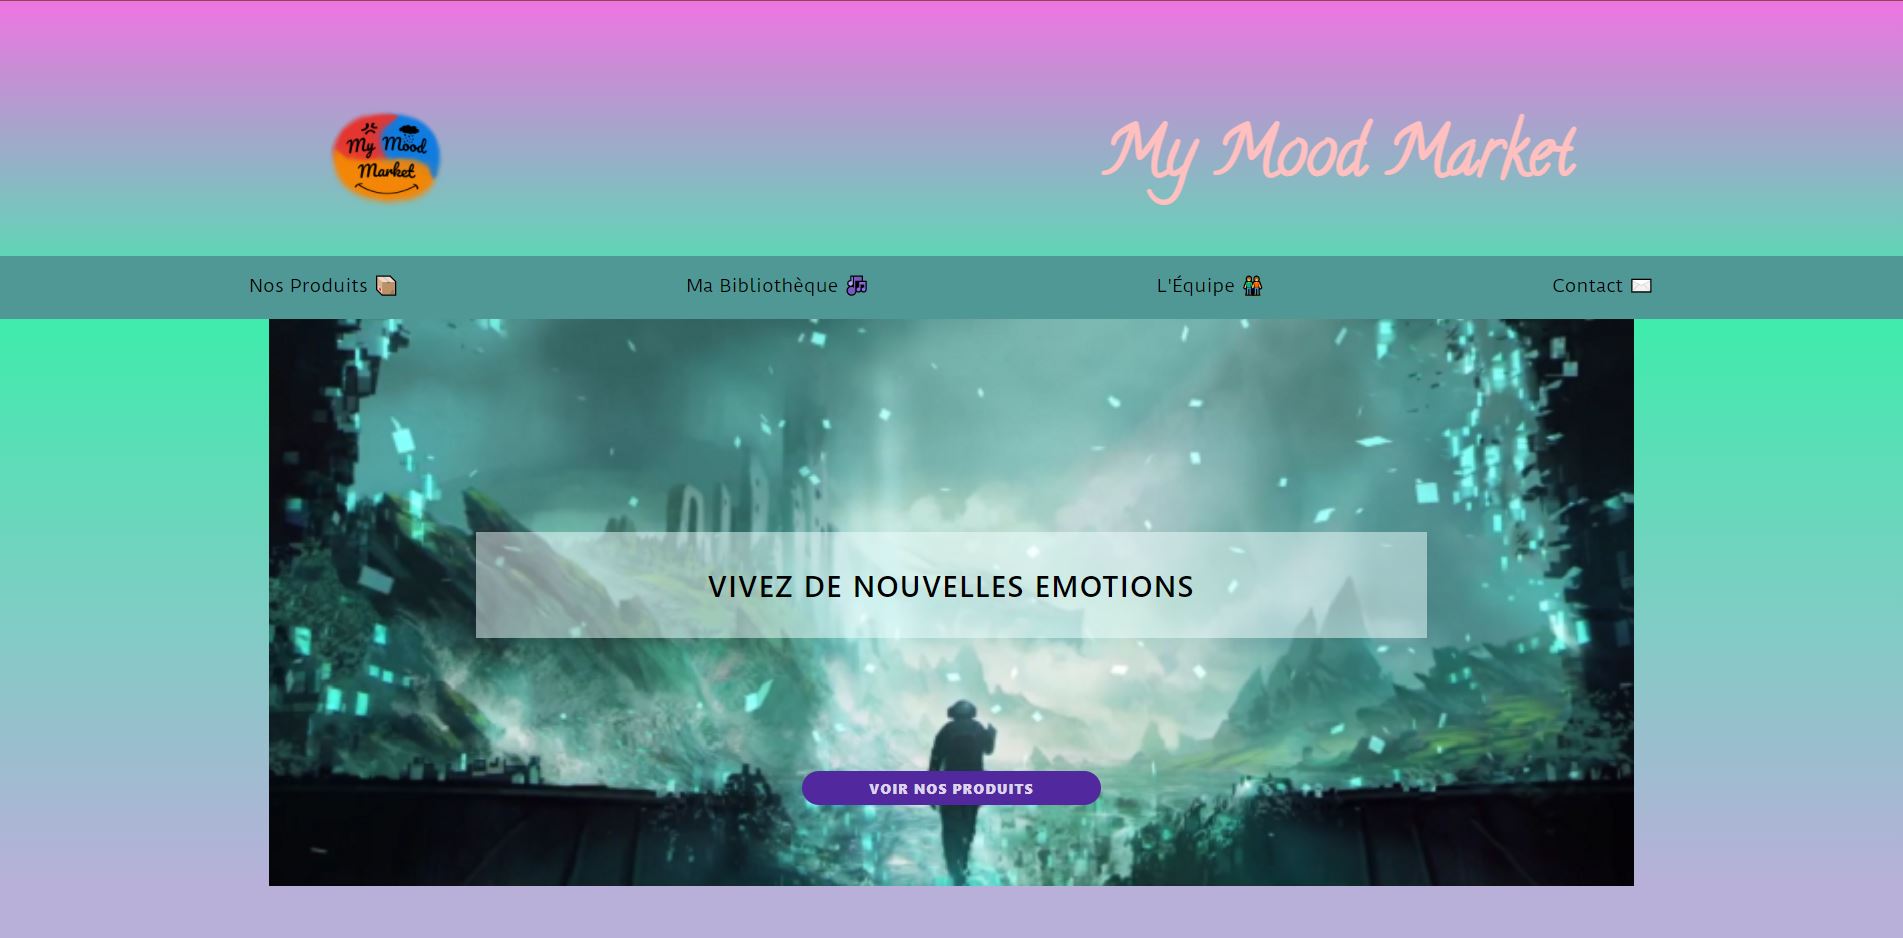 My Mood
Market
My Mood Market
Nos Produits
Ma Bibliothèque
L'Équipe
Contact
VIVEZ DE NOUVELLES EMOTIONS
VOIR NOS PRODUITS